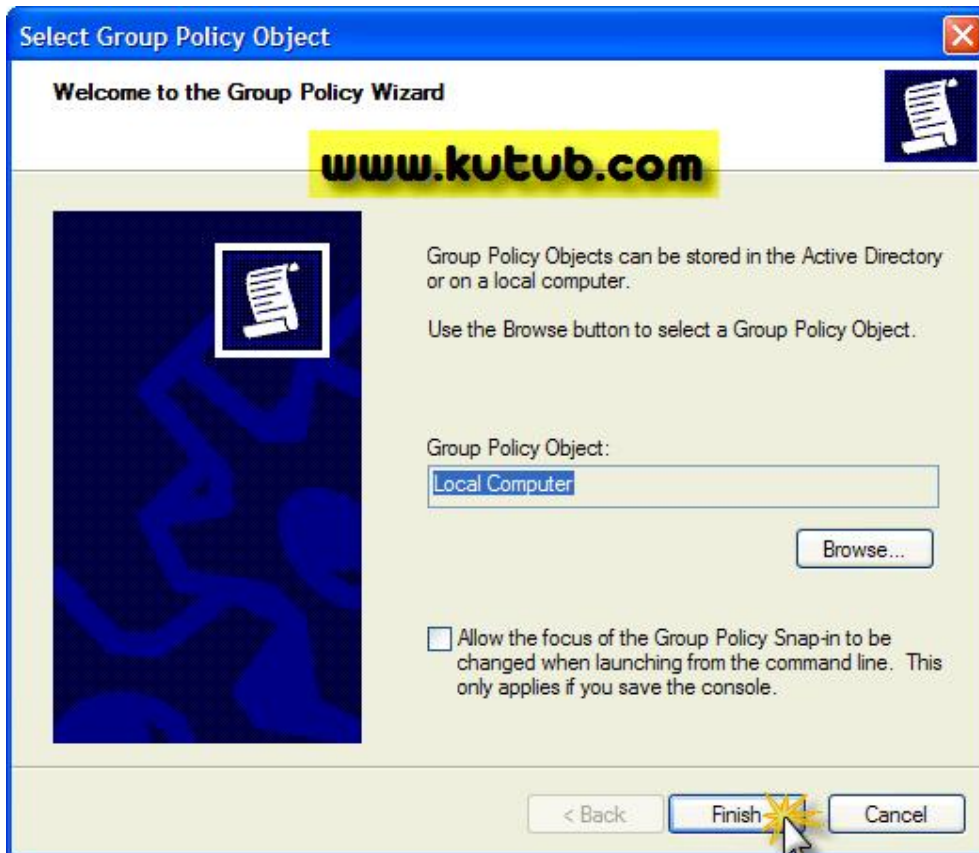 Select Group Policy Object
Welcome to the Group Policy Wizard
www.kutub.com
Group Policy Objects can be stored in the Active Directory
or on a local computer.
Use the Browse button to select a Group Policy Object.
Group Policy Object:
Local Computer
Browse...
Allow the focus of the Group Policy Snap-in to be
changed when launching from the command line. This
only applies if you save the console.
< Back
Finish
Cancel